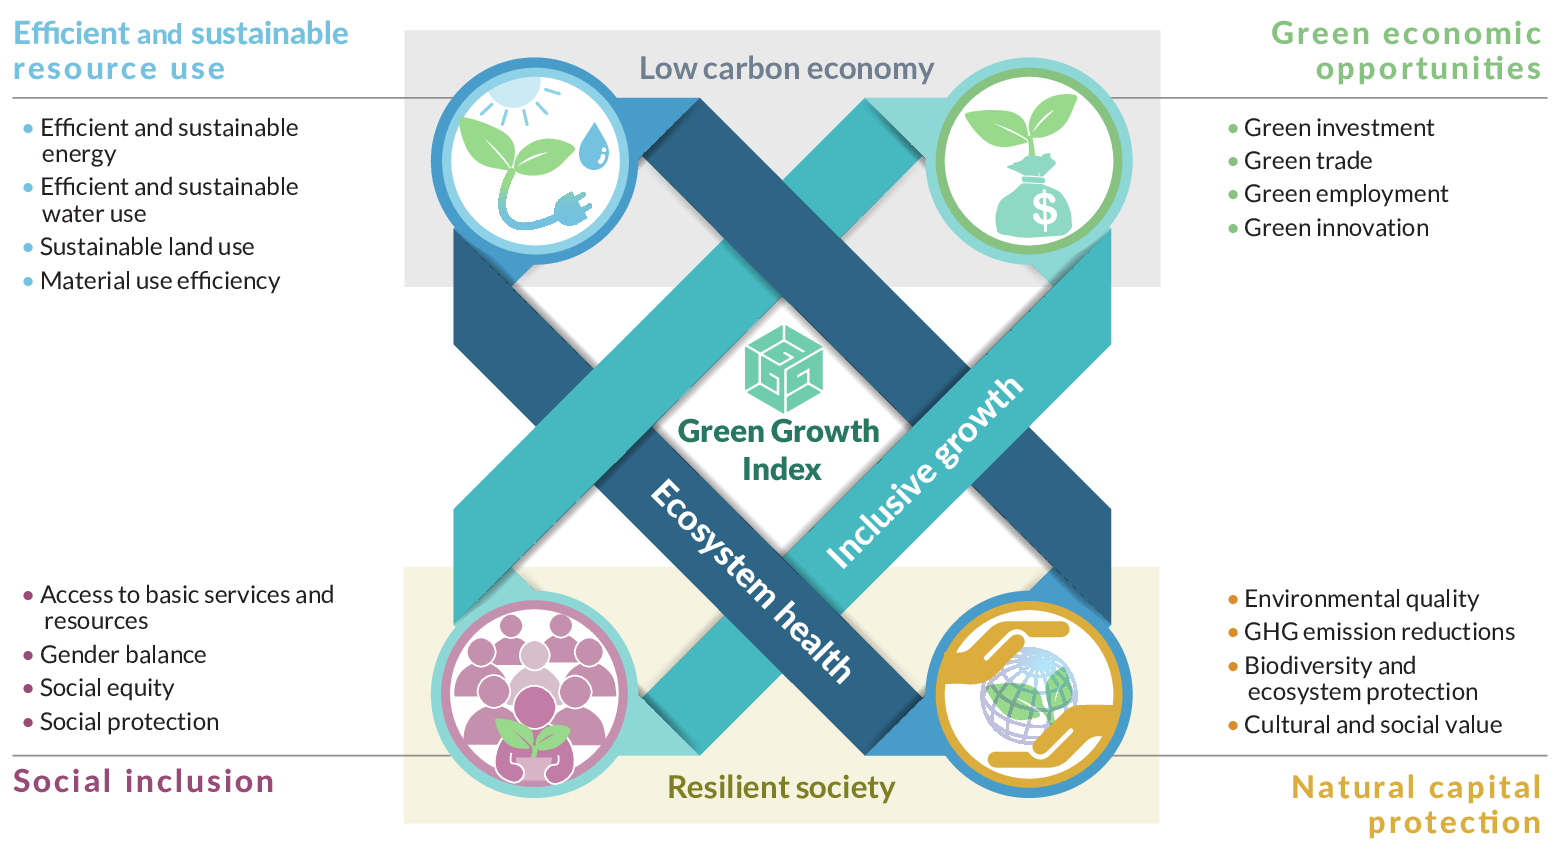 Efficient and sustainable
resource use
• Efficient and sustainable
energy
• Efficient and sustainable
water use
• Sustainable land use
• Material use efficiency
Low carbon economy
Green economic
opportunities
• Green investment
• Green trade
• Green employment
• Green innovation
$
GGGI
Green Growth
Index
Inclusive growth
Ecosystem health
• Access to basic services and
resources
• Gender balance
• Social equity
• Social protection
Social inclusion
Resilient society
• Environmental quality
• GHG emission reductions
• Biodiversity and
ecosystem protection
• Cultural and social value
Natural capital
protection